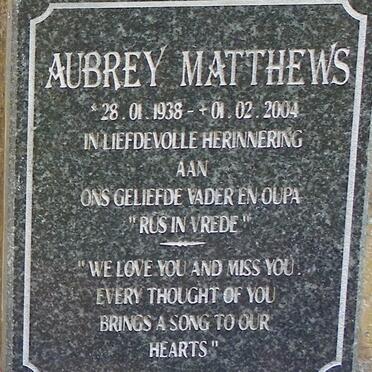 AUBREY MATTHEWS
* 28 . 01 . 1938 - + 01 . 02 . 2004
IN LIEFDEVOLLE HERINNERING
AAN
ONS GELIEFDE VADER EN OUPA
"RUS IN VREDE"
"WE LOVE YOU AND MISS YOU.
EVERY THOUGHT OF YOU
BRINGS A SONG TO OUR
HEARTS"